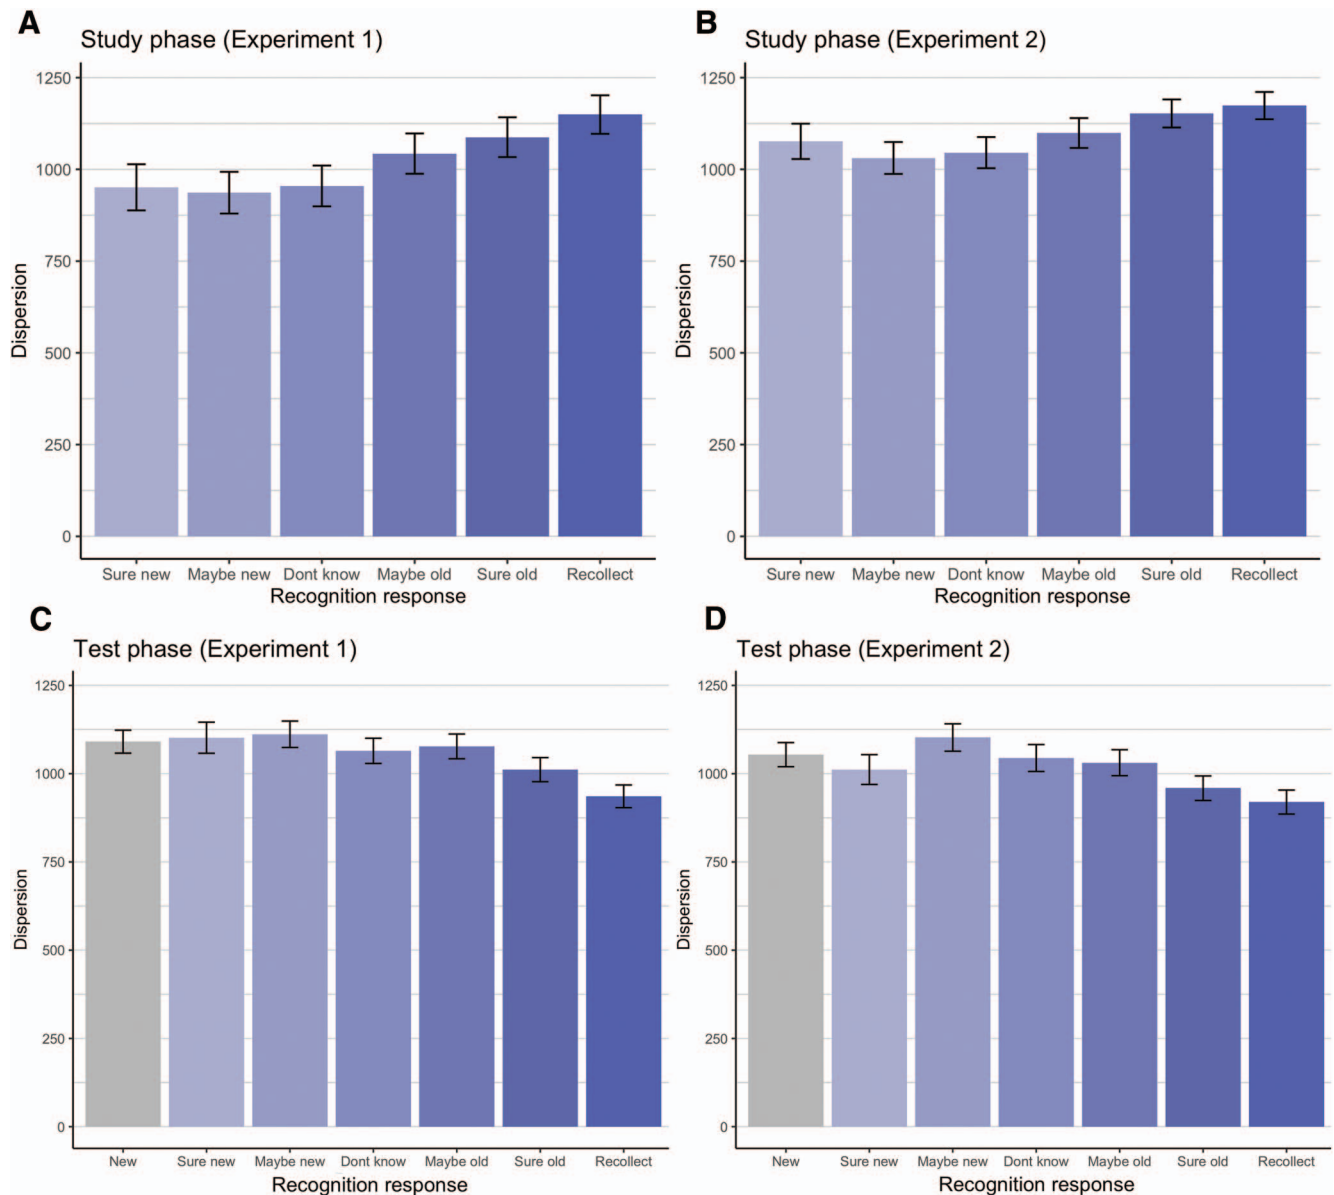 A
Study phase (Experiment 1)
1250
1000
750
500
250
0
Dispersion
Sure new Maybe new Dont know Maybe old Sure old Recollect
Recognition response
B
Study phase (Experiment 2)
1250
1000
750
500
250
0
Dispersion
Sure new Maybe new Dont know Maybe old Sure old Recollect
Recognition response
C
Test phase (Experiment 1)
1250
1000
750
500
250
0
Dispersion
New Sure new Maybe new Dont know Maybe old Sure old Recollect
Recognition response
D
Test phase (Experiment 2)
1250
1000
750
500
250
0
Dispersion
New Sure new Maybe new Dont know Maybe old Sure old Recollect
Recognition response